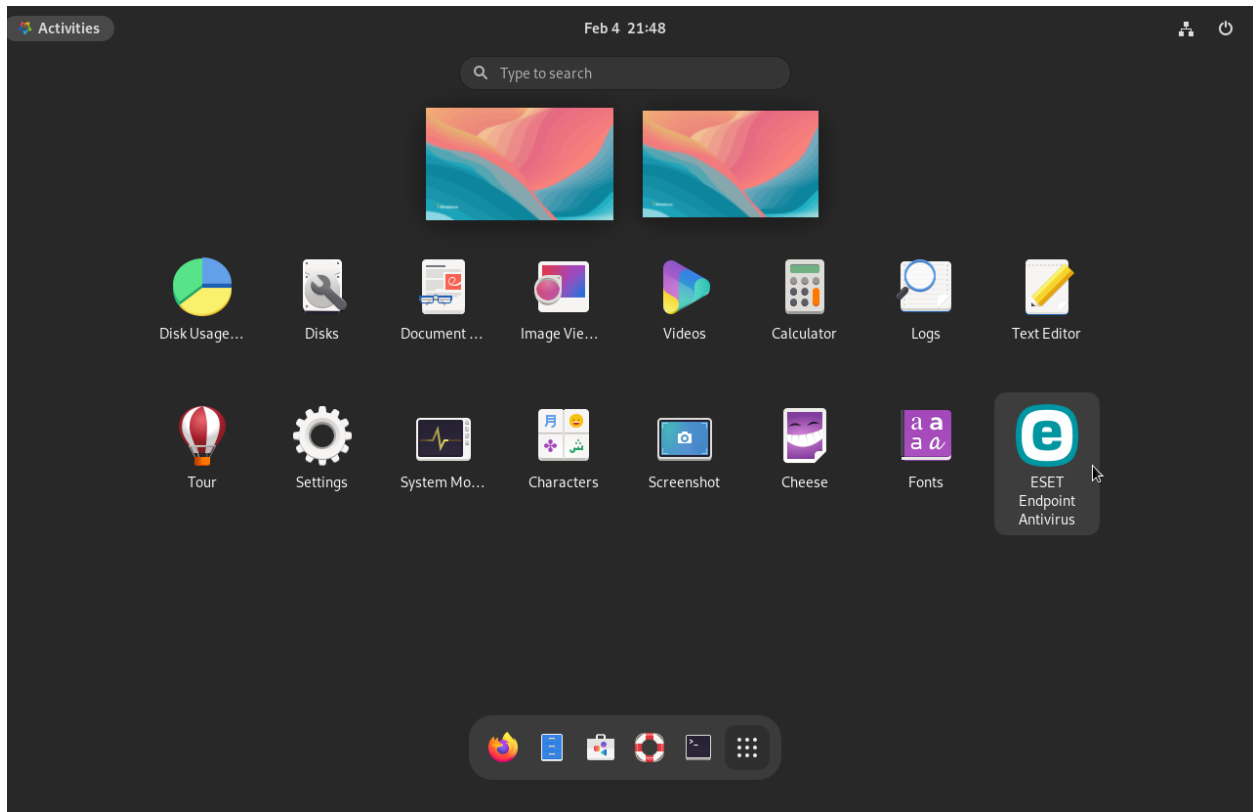 Activities
Feb 4 21:48
Type to search
Disk Usage...
Disks
Document ...
Image Vie...
Videos
Calculator
Logs
Text Editor
Tour
Settings
System Mo...
Characters
Screenshot
Cheese
Fonts
ESET
Endpoint
Antivirus